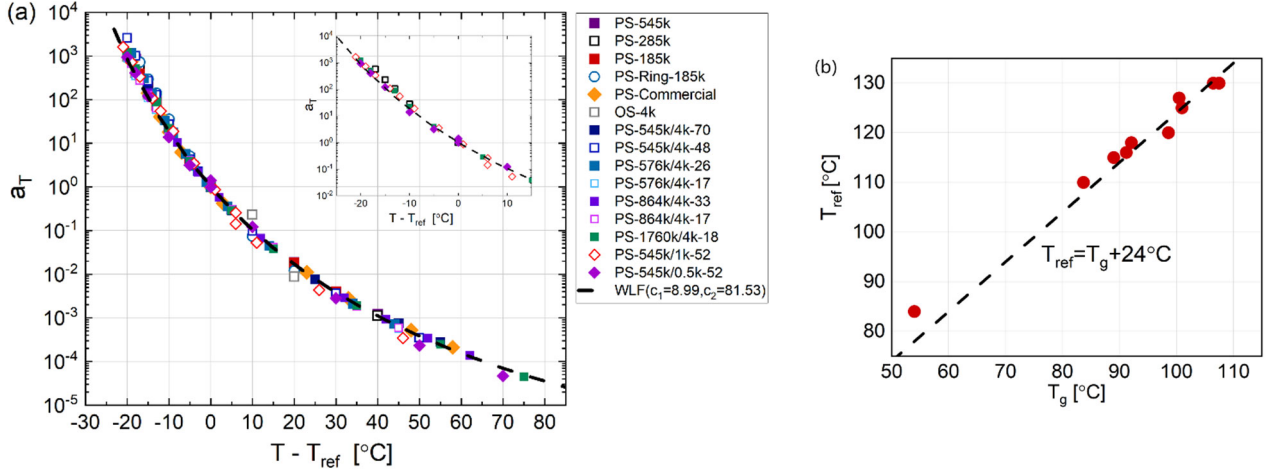 (a)
a_T
10^4
10^3
10^2
10^1
10^0
10^-1
10^-2
10^-3
10^-4
10^-5
-30 -20 -10 0 10 20 30 40 50 60 70 80
T - T_ref [°C]
a_T
10^4
10^3
10^2
10^1
10^0
10^-1
10^-2
-20 -10 0 10
T - T_ref [°C]
PS-545k
PS-285k
PS-185k
PS-Ring-185k
PS-Commercial
OS-4k
PS-545k/4k-70
PS-545k/4k-48
PS-576k/4k-26
PS-576k/4k-17
PS-864k/4k-33
PS-864k/4k-17
PS-1760k/4k-18
PS-545k/1k-52
PS-545k/0.5k-52
WLF(c_1=8.99,c_2=81.53)
(b)
T_ref [°C]
130
120
110
100
90
80
T_ref=T_g+24°C
50 60 70 80 90 100 110
T_g [°C]